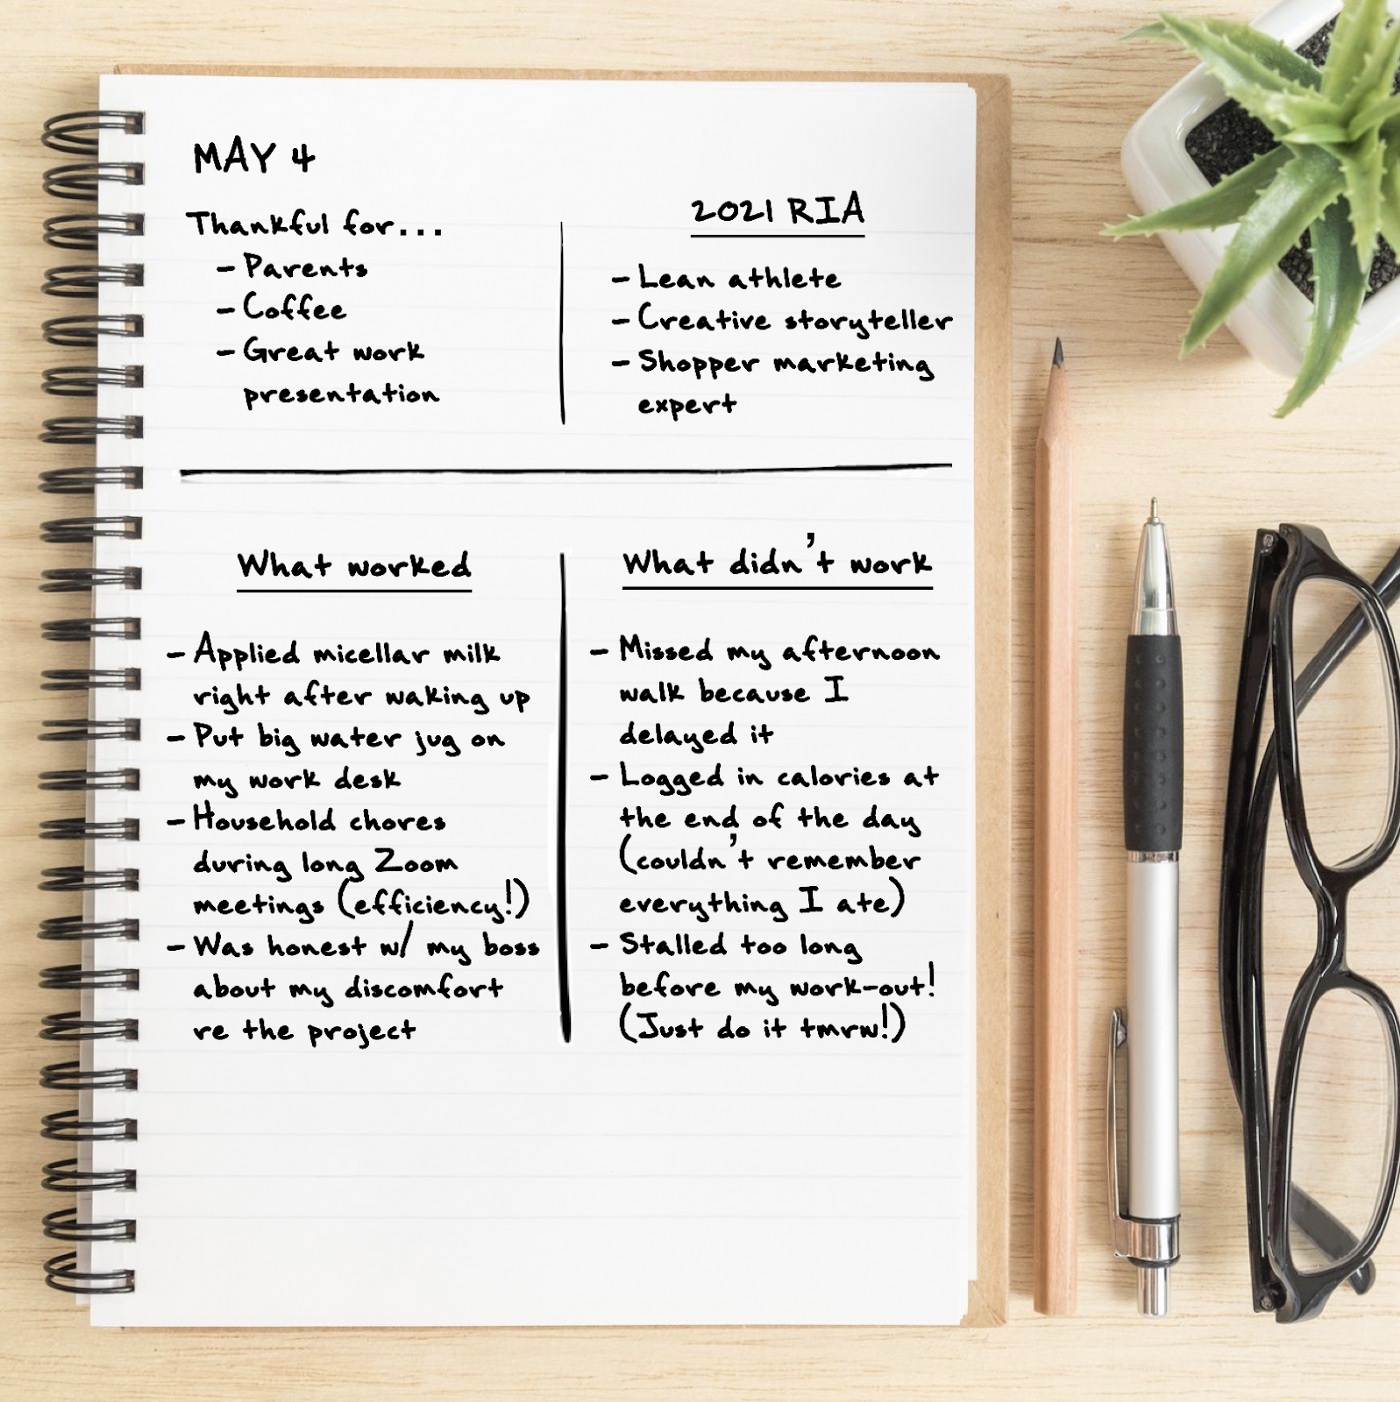 MAY 4
Thankful for...
- Parents
- Coffee
- Great work
presentation
2021 RIA
- Lean athlete
- Creative storyteller
- Shopper marketing
expert
What worked
- Applied micellar milk
right after waking up
- Put big water jug on
my work desk
- Household chores
during long Zoom
meetings (efficiency!)
- Was honest w/ my boss
about my discomfort
re the project
What didn't work
- Missed my afternoon
walk because I
delayed it
- Logged in calories at
the end of the day
(couldn't remember
everything I ate)
- Stalled too long
before my work-out!
(Just do it tmrw!)